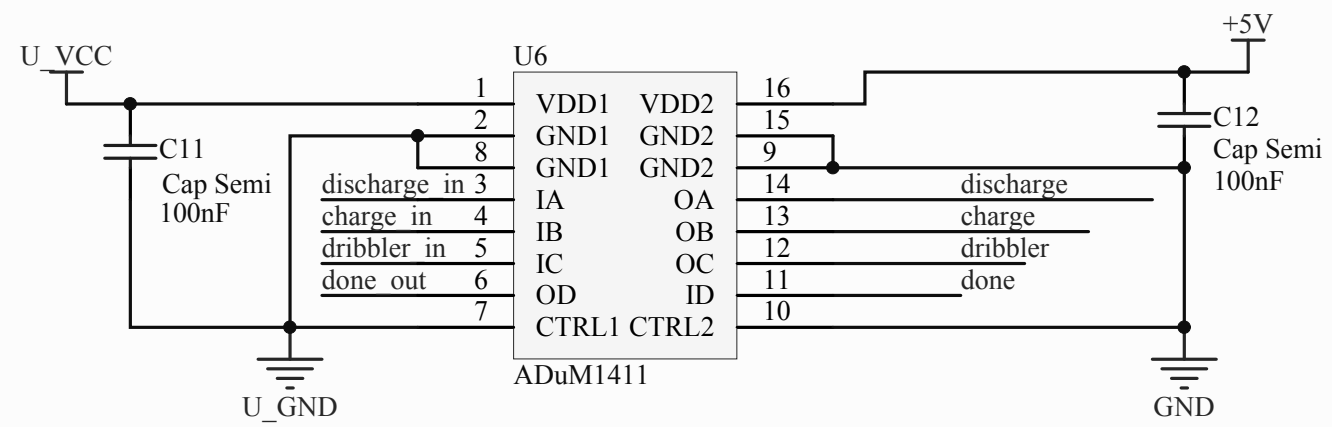 +5V
U_VCC
U6
1 VDD1 VDD2 16
2 GND1 GND2 15
8 GND1 GND2 9
discharge_in 3 IA OA 14 discharge
charge_in 4 IB OB 13 charge
dribbler_in 5 IC OC 12 dribbler
done_out 6 OD ID 11 done
7 CTRL1 CTRL2 10
C11
Cap Semi
100nF
C12
Cap Semi
100nF
ADuM1411
U_GND
GND